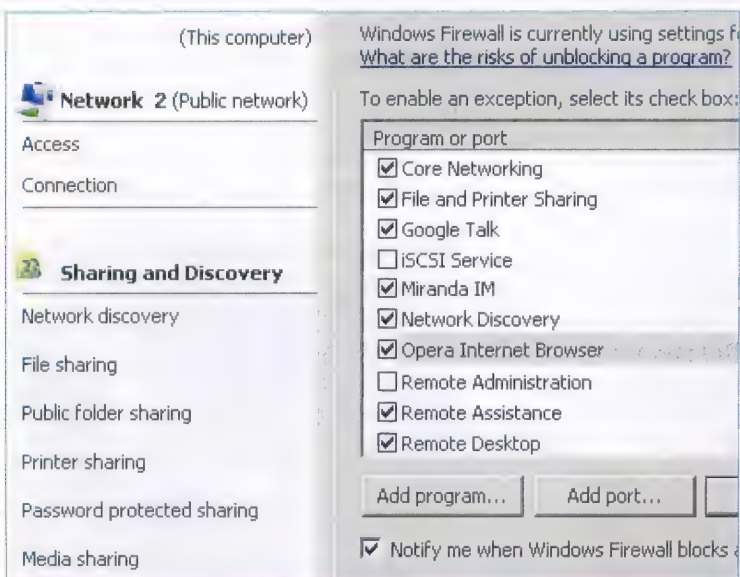 (This computer)
Network 2 (Public network)
Access
Connection
Sharing and Discovery
Network discovery
File sharing
Public folder sharing
Printer sharing
Password protected sharing
Media sharing
Windows Firewall is currently using settings
What are the risks of unblocking a program?
To enable an exception, select its check box:
Program or port
Core Networking
File and Printer Sharing
Google Talk
iSCSI Service
Miranda IM
Network Discovery
Opera Internet Browser
Remote Administration
Remote Assistance
Remote Desktop
Add program... Add port...
Notify me when Windows Firewall blocks